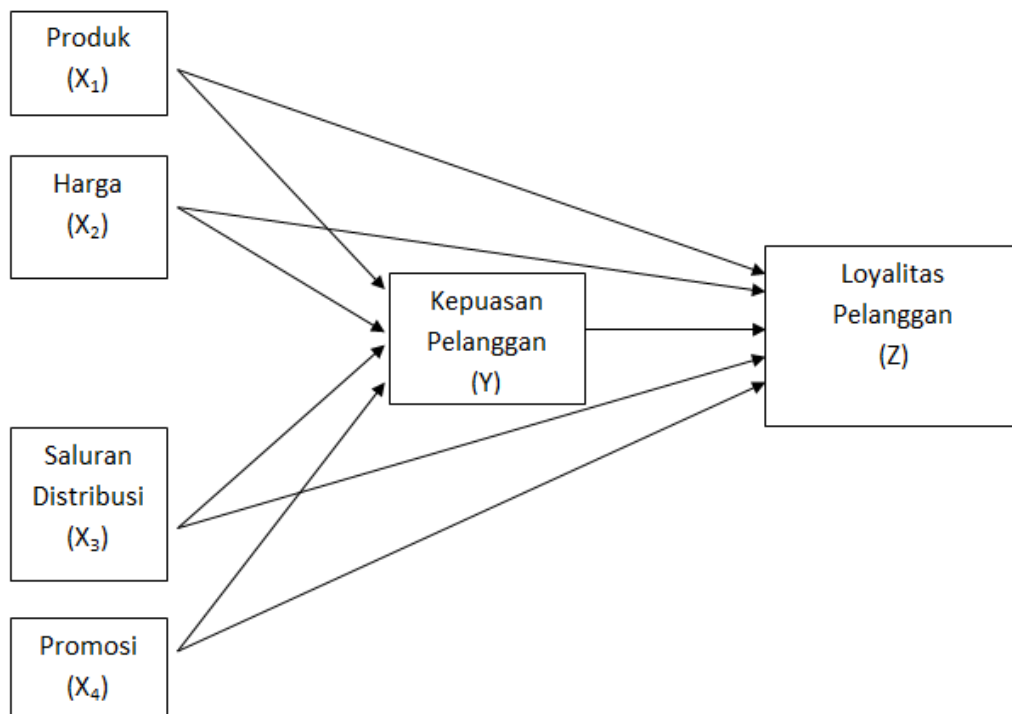 Produk
(X₁)
Harga
(X₂)
Kepuasan
Pelanggan
(Y)
Loyalitas
Pelanggan
(Z)
Saluran
Distribusi
(X₃)
Promosi
(X₄)